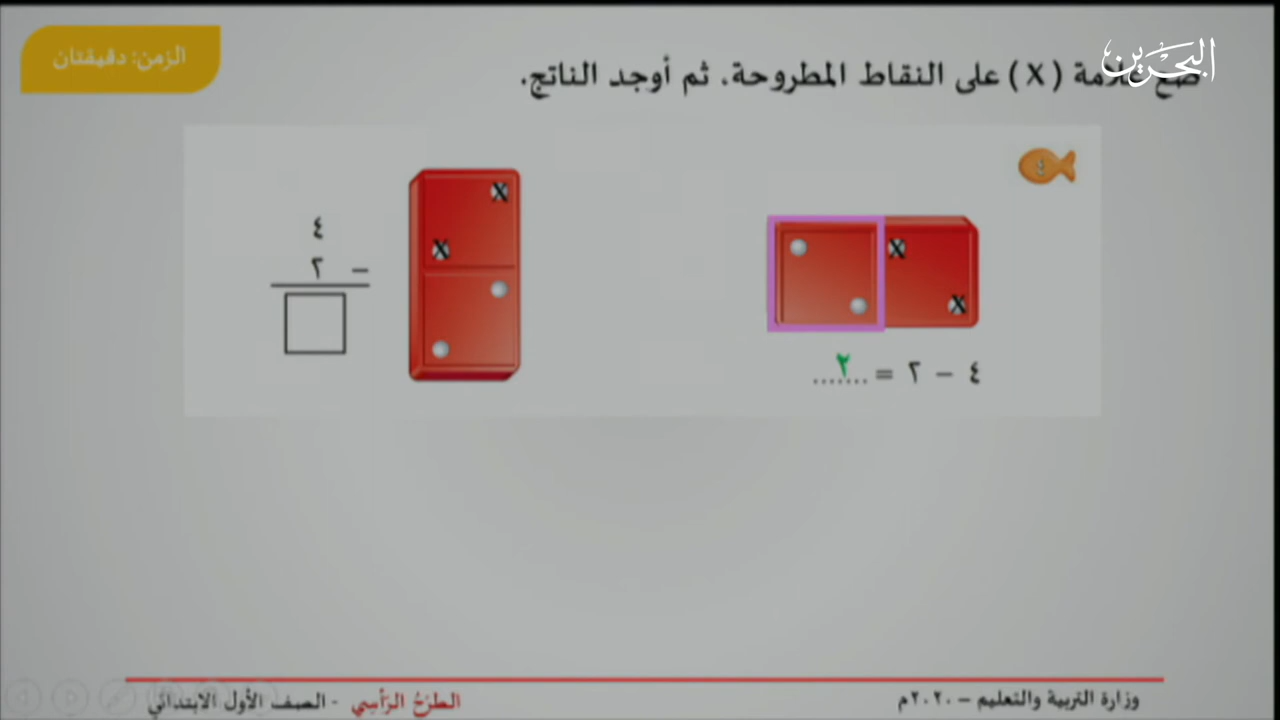 البحرين
الزمن: دقيقتان
ضع علامة (X) على النقاط المطروحة. ثم أوجد الناتج.
٤
X X
٤ − ٢ = ٢
X
X
٤
− ٢
وزارة التربية والتعليم – ٢٠٢٠م
الطرح الرأسي - الصف الأول الابتدائي